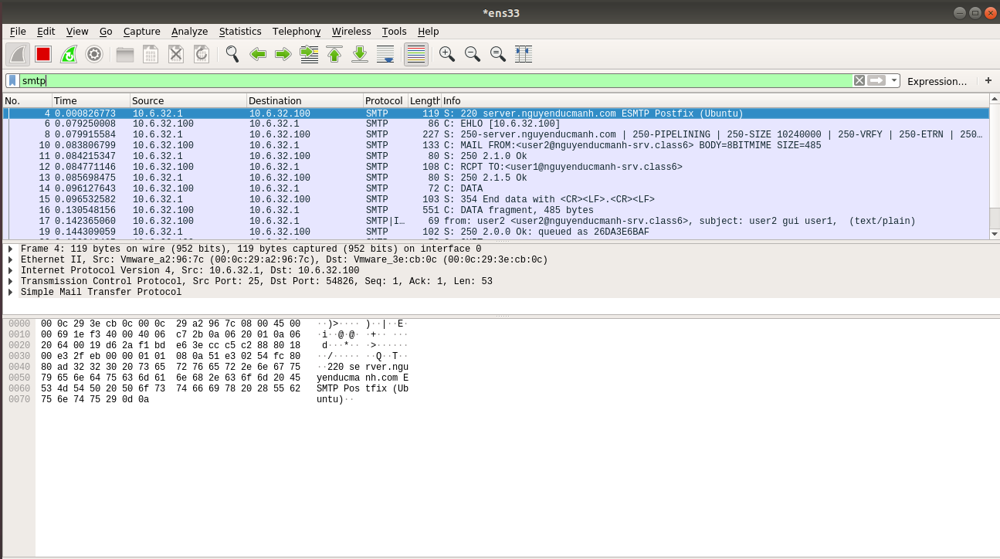 *ens33
File Edit View Go Capture Analyze Statistics Telephony Wireless Tools Help
smtp Expression… +
No. Time Source Destination Protocol Length Info
4 0.000826773 10.6.32.1 10.6.32.100 SMTP 119 S: 220 server.nguyenducmanh.com ESMTP Postfix (Ubuntu)
6 0.079250008 10.6.32.100 10.6.32.1 SMTP 86 C: EHLO [10.6.32.100]
8 0.079915584 10.6.32.1 10.6.32.100 SMTP 227 S: 250-server.nguyenducmanh.com | 250-PIPELINING | 250-SIZE 10240000 | 250-VRFY | 250-ETRN | 250…
10 0.083806799 10.6.32.100 10.6.32.1 SMTP 133 C: MAIL FROM:<user2@nguyenducmanh-srv.class6> BODY=8BITMIME SIZE=485
11 0.084215347 10.6.32.1 10.6.32.100 SMTP 80 S: 250 2.1.0 Ok
12 0.084771146 10.6.32.100 10.6.32.1 SMTP 108 C: RCPT TO:<user1@nguyenducmanh-srv.class6>
13 0.085698475 10.6.32.1 10.6.32.100 SMTP 80 S: 250 2.1.5 Ok
14 0.096127643 10.6.32.100 10.6.32.1 SMTP 72 C: DATA
15 0.096532582 10.6.32.1 10.6.32.100 SMTP 103 S: 354 End data with <CR><LF>.<CR><LF>
16 0.130548156 10.6.32.100 10.6.32.1 SMTP 551 C: DATA fragment, 485 bytes
17 0.142365060 10.6.32.100 10.6.32.1 SMTP|I… 69 from: user2 <user2@nguyenducmanh-srv.class6>, subject: user2 gui user1, (text/plain)
19 0.144309059 10.6.32.1 10.6.32.100 SMTP 102 S: 250 2.0.0 Ok: queued as 26DA3E6BAF
Frame 4: 119 bytes on wire (952 bits), 119 bytes captured (952 bits) on interface 0
Ethernet II, Src: Vmware_a2:96:7c (00:0c:29:a2:96:7c), Dst: Vmware_3e:cb:0c (00:0c:29:3e:cb:0c)
Internet Protocol Version 4, Src: 10.6.32.1, Dst: 10.6.32.100
Transmission Control Protocol, Src Port: 25, Dst Port: 54826, Seq: 1, Ack: 1, Len: 53
Simple Mail Transfer Protocol
0000 00 0c 29 3e cb 0c 00 0c 29 a2 96 7c 08 00 45 00 ··)>···· )··|··E·
0010 00 69 1e f3 40 00 40 06 c7 2b 0a 06 20 01 0a 06 ·i··@·@· ·+·· ···
0020 20 64 00 19 d6 2a f1 bd e6 3e cc c5 c2 88 80 18 d···*·· ·>······
0030 00 e3 2f eb 00 00 01 01 08 0a 51 e3 02 54 fc 80 ··/····· ··Q··T··
0040 80 ad 32 32 30 20 73 65 72 76 65 72 2e 6e 67 75 ··220 se rver.ngu
0050 79 65 6e 64 75 63 6d 61 6e 68 2e 63 6f 6d 20 45 yenducma nh.com E
0060 53 4d 54 50 20 50 6f 73 74 66 69 78 20 28 55 62 SMTP Pos tfix (Ub
0070 75 6e 74 75 29 0d 0a untu)··